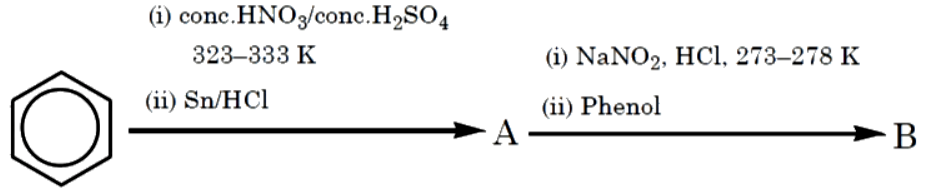 (i) conc.HNO₃/conc.H₂SO₄
323–333 K
(ii) Sn/HCl
A
(i) NaNO₂, HCl, 273–278 K
(ii) Phenol
B